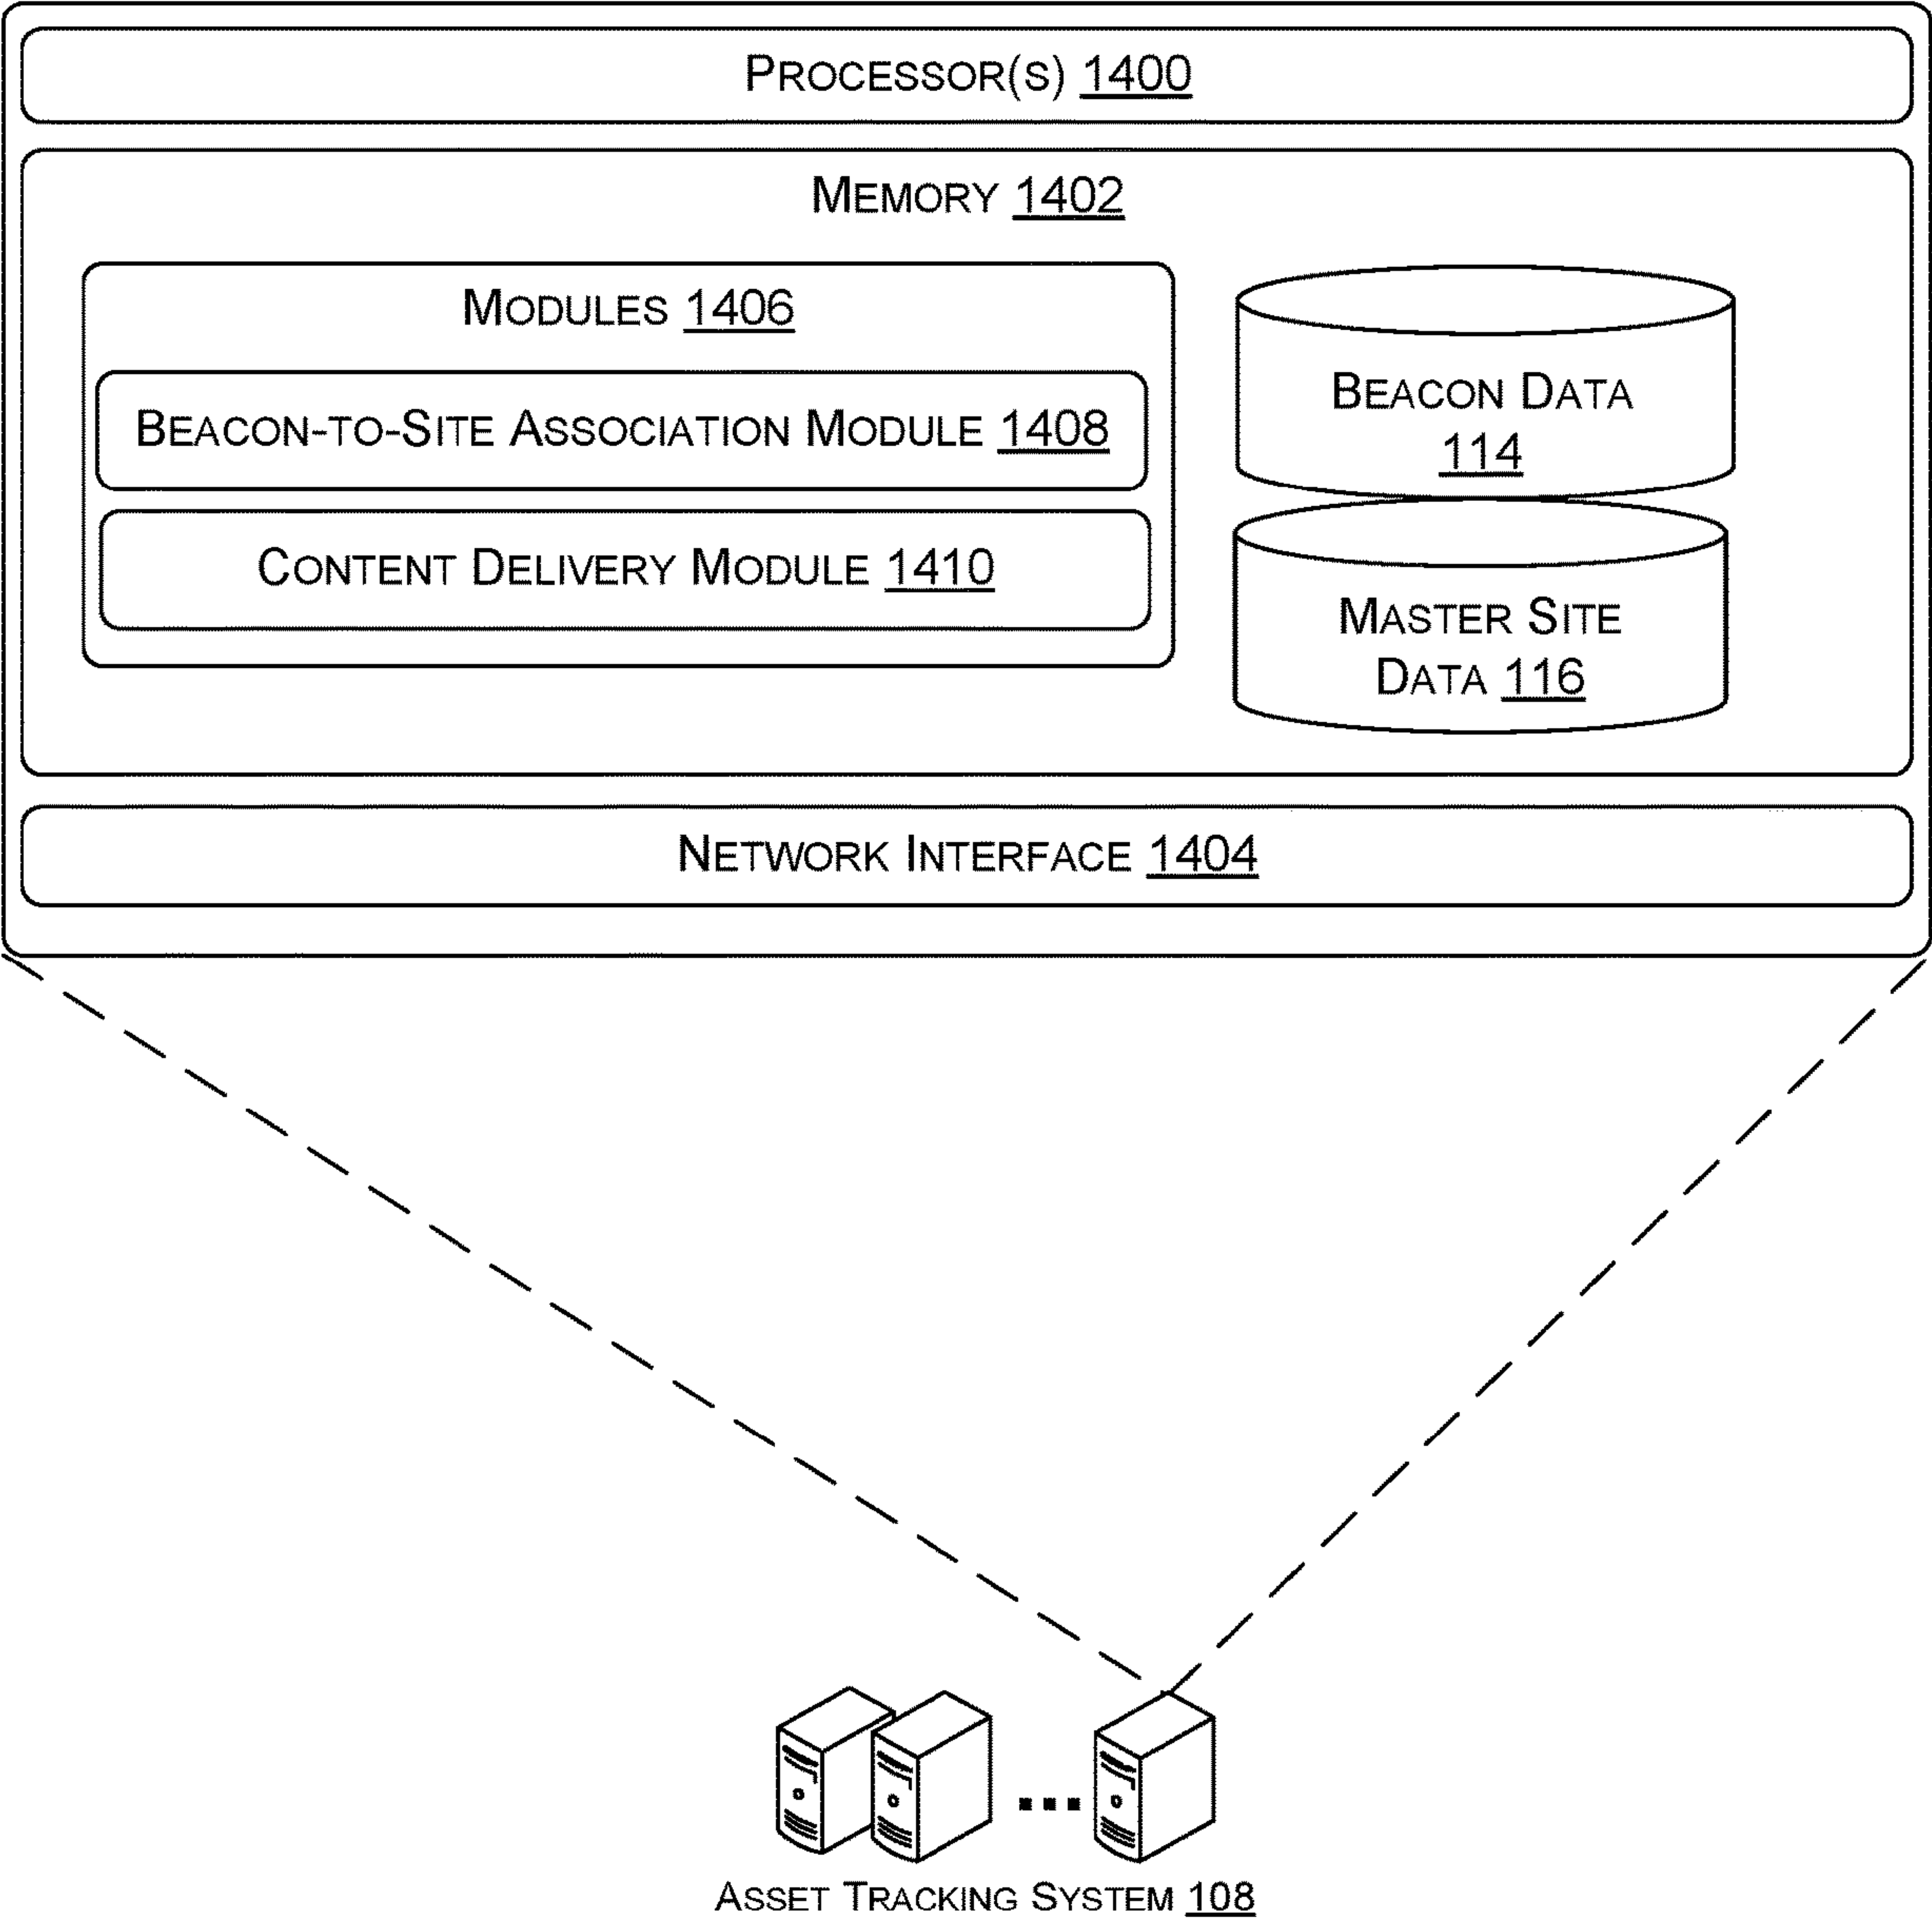 PROCESSOR(S) 1400
MEMORY 1402
MODULES 1406
BEACON-TO-SITE ASSOCIATION MODULE 1408
CONTENT DELIVERY MODULE 1410
BEACON DATA
114
MASTER SITE
DATA 116
NETWORK INTERFACE 1404
ASSET TRACKING SYSTEM 108